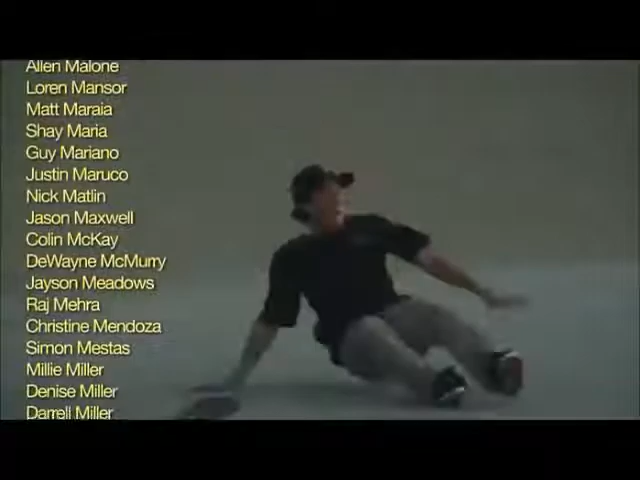 Allen Malone
Loren Mansor
Matt Maraia
Shay Maria
Guy Mariano
Justin Maruco
Nick Matlin
Jason Maxwell
Colin McKay
DeWayne McMurry
Jayson Meadows
Raj Mehra
Christine Mendoza
Simon Mestas
Millie Miller
Denise Miller
Darrell Miller